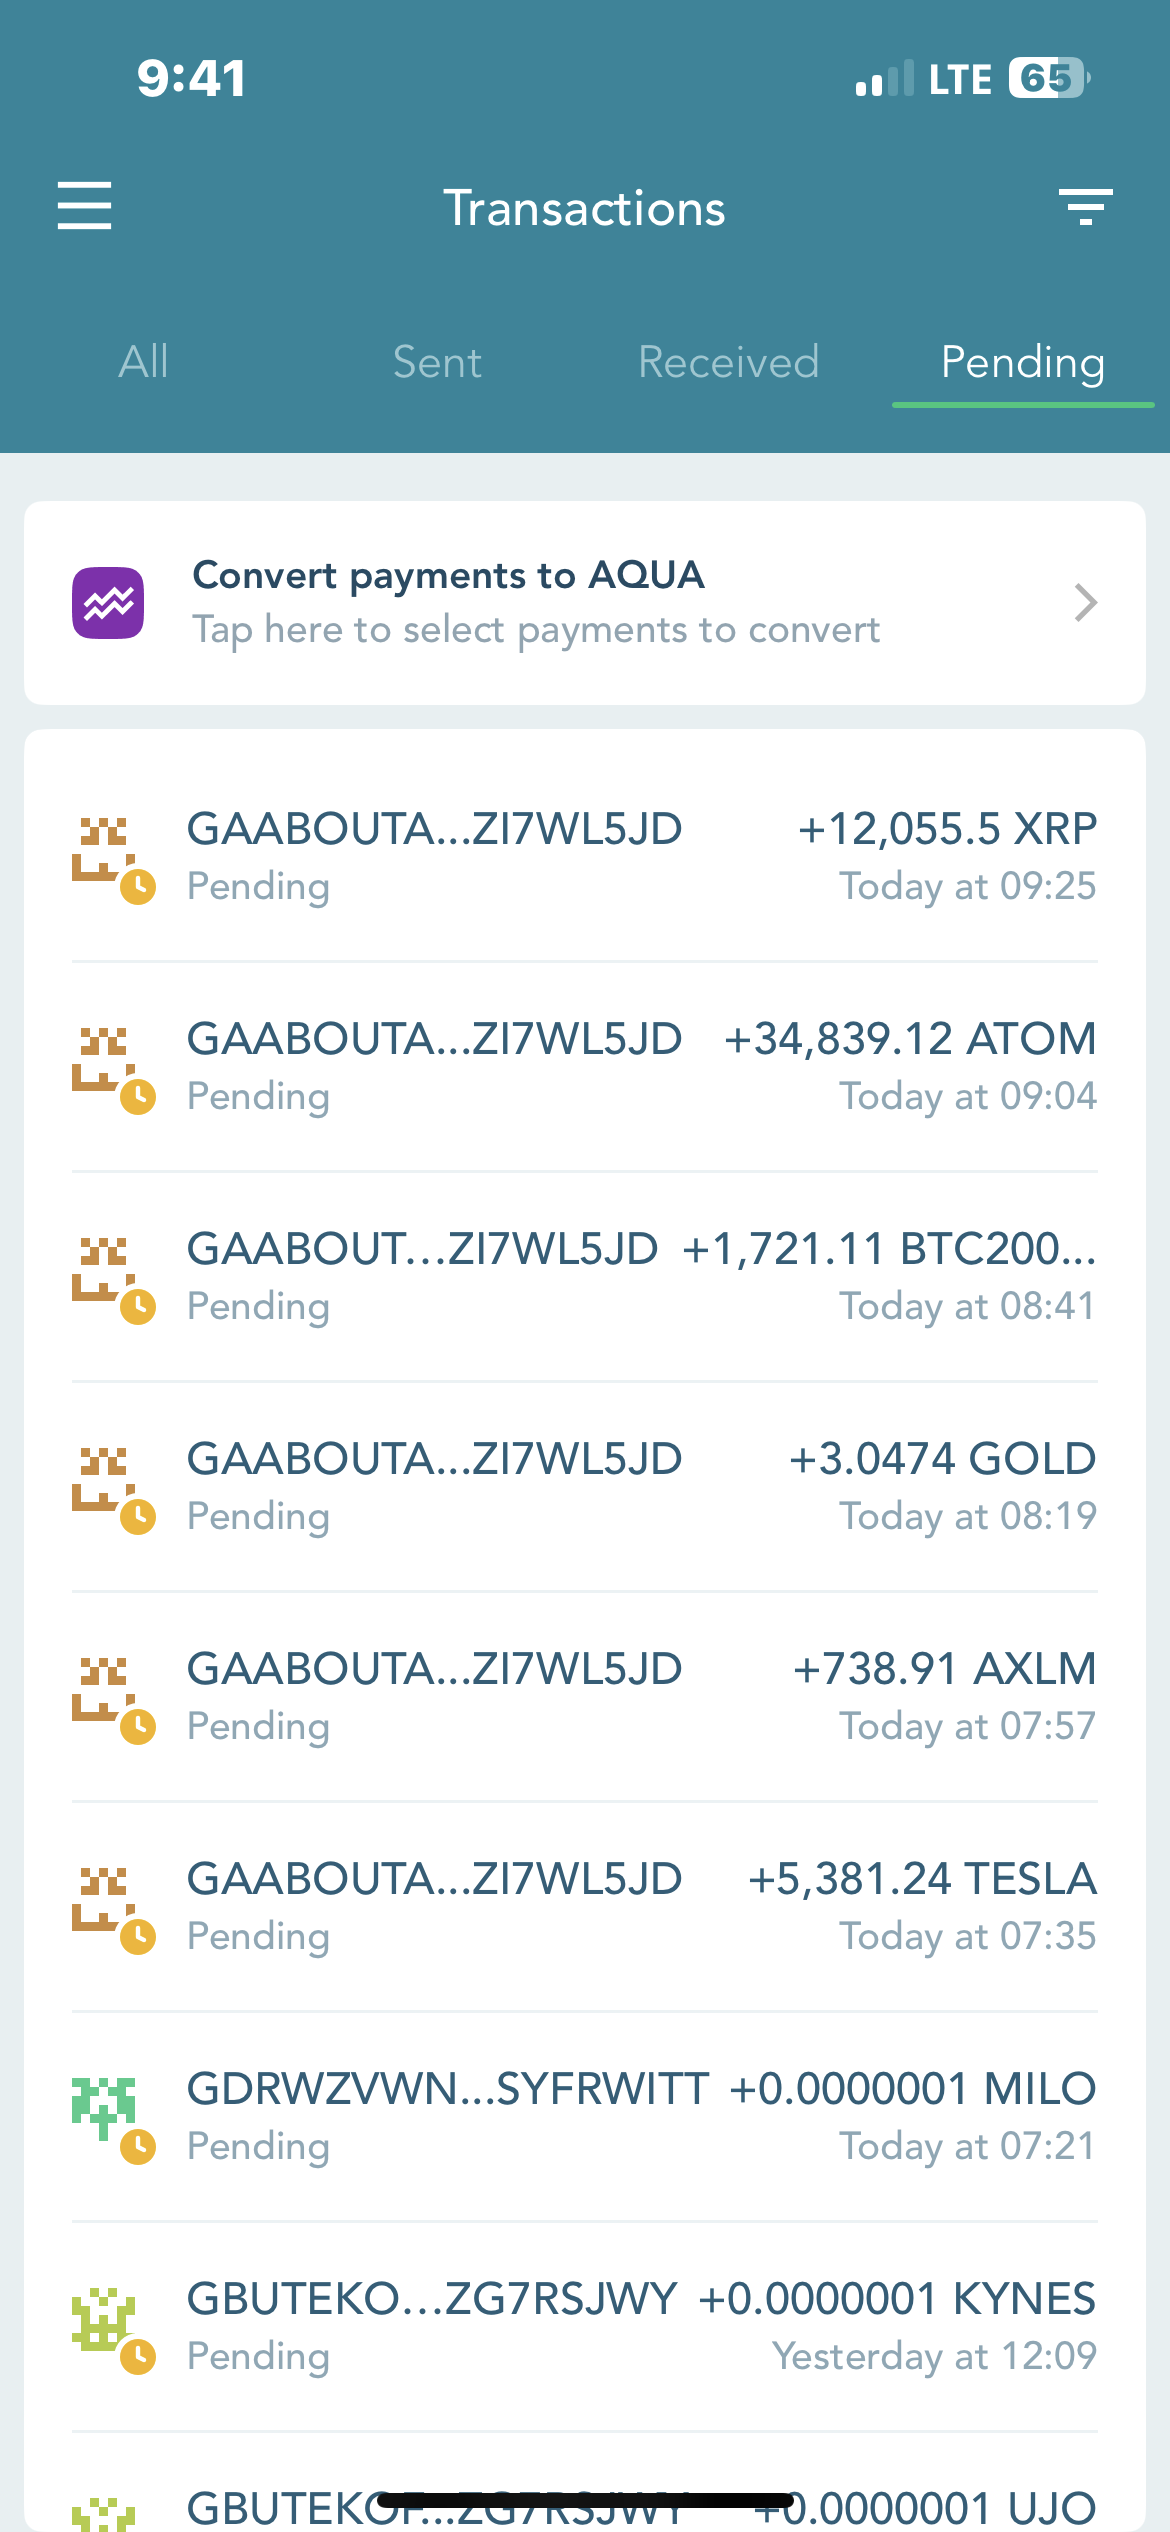 9:41
LTE 65
Transactions
All Sent Received Pending
Convert payments to AQUA
Tap here to select payments to convert
GAABOUTA...ZI7WL5JD +12,055.5 XRP
Pending Today at 09:25
GAABOUTA...ZI7WL5JD +34,839.12 ATOM
Pending Today at 09:04
GAABOUT...ZI7WL5JD +1,721.11 BTC200...
Pending Today at 08:41
GAABOUTA...ZI7WL5JD +3.0474 GOLD
Pending Today at 08:19
GAABOUTA...ZI7WL5JD +738.91 AXLM
Pending Today at 07:57
GAABOUTA...ZI7WL5JD +5,381.24 TESLA
Pending Today at 07:35
GDRWZVWN...SYFRWITT +0.0000001 MILO
Pending Today at 07:21
GBUTEKO...ZG7RSJWY +0.0000001 KYNES
Pending Yesterday at 12:09
GBUTEKOF...ZG7RSJWY +0.0000001 UJO